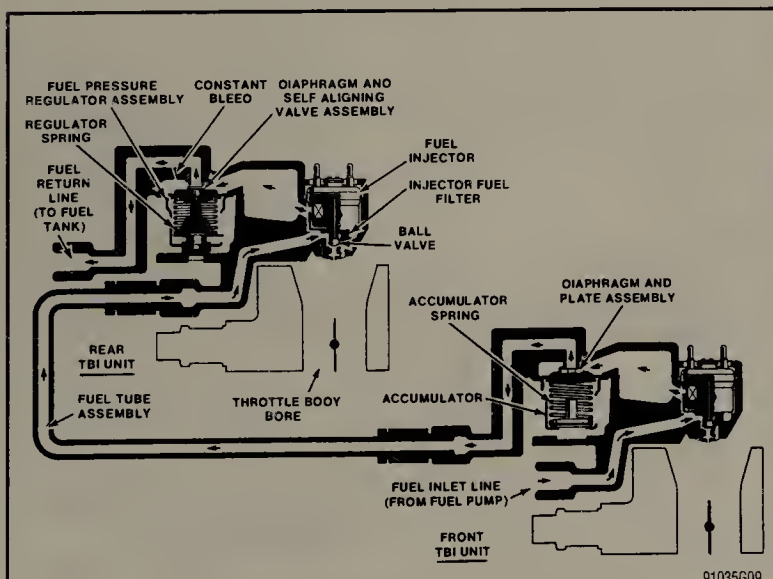 FUEL PRESSURE
REGULATOR ASSEMBLY
CONSTANT
BLEEO
OIAPHRAGM AND
SELF ALIGNING
VALVE ASSEMBLY
REGULATOR
SPRING
FUEL
RETURN
LINE
(TO FUEL
TANK)
FUEL
INJECTOR
INJECTOR FUEL
FILTER
BALL
VALVE
REAR
TBI UNIT
FUEL TUBE
ASSEMBLY
THROTTLE BODY
BORE
ACCUMULATOR
SPRING
OIAPHRAGM AND
PLATE ASSEMBLY
ACCUMULATOR
FUEL INLET LINE
(FROM FUEL PUMP)
FRONT
TBI UNIT
91035G09